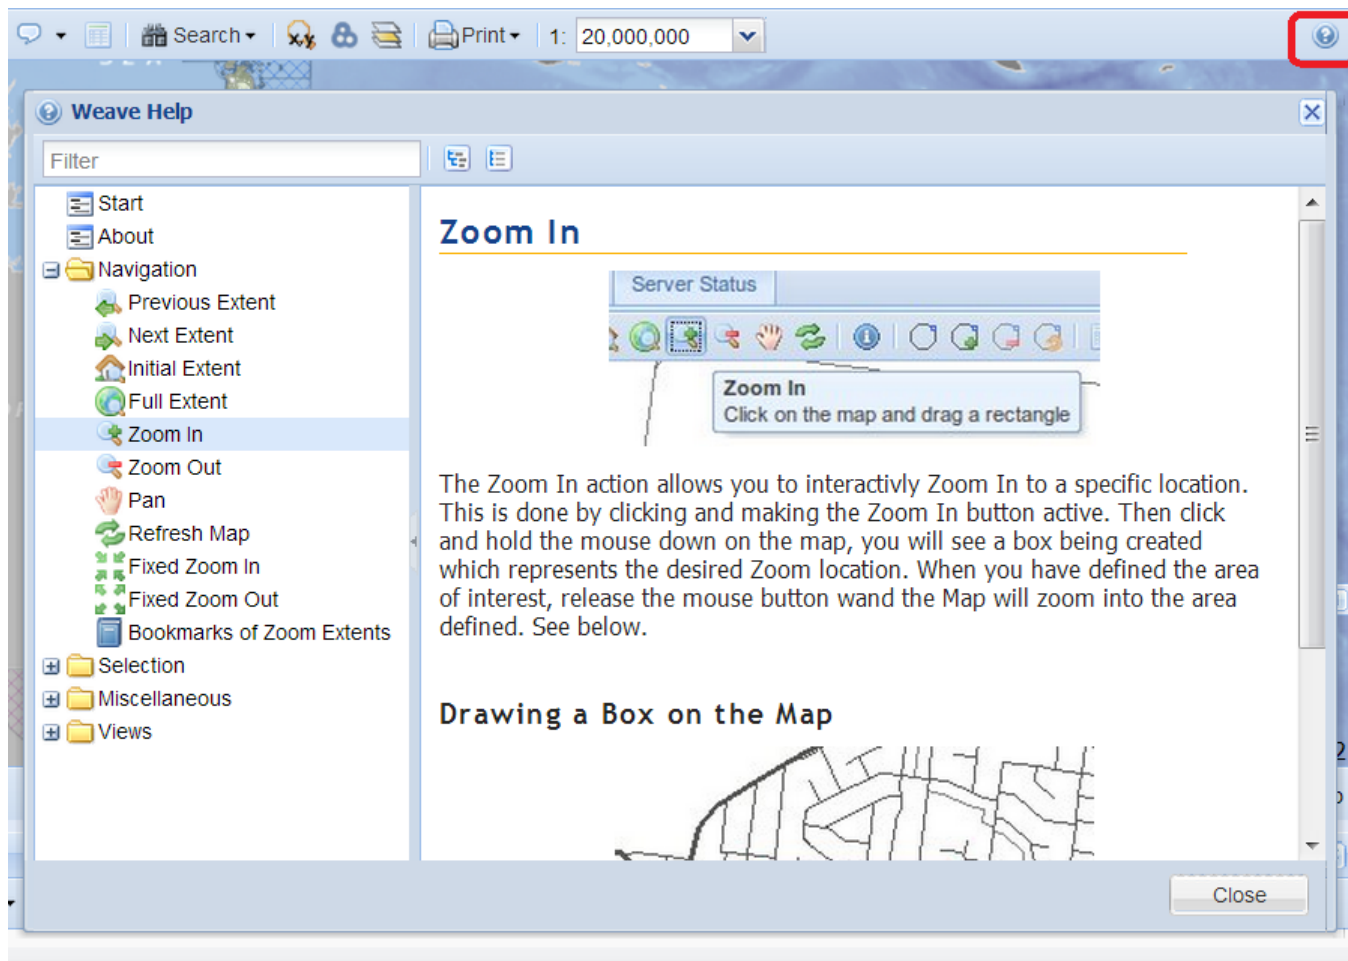 Search
Print
1: 20,000,000
SEA
Weave Help
Filter
Start
About
Navigation
Previous Extent
Next Extent
Initial Extent
Full Extent
Zoom In
Zoom Out
Pan
Refresh Map
Fixed Zoom In
Fixed Zoom Out
Bookmarks of Zoom Extents
Selection
Miscellaneous
Views
Zoom In
Server Status
Zoom In
Click on the map and drag a rectangle
The Zoom In action allows you to interactivly Zoom In to a specific location.
This is done by clicking and making the Zoom In button active. Then click
and hold the mouse down on the map, you will see a box being created
which represents the desired Zoom location. When you have defined the area
of interest, release the mouse button wand the Map will zoom into the area
defined. See below.
Drawing a Box on the Map
Close